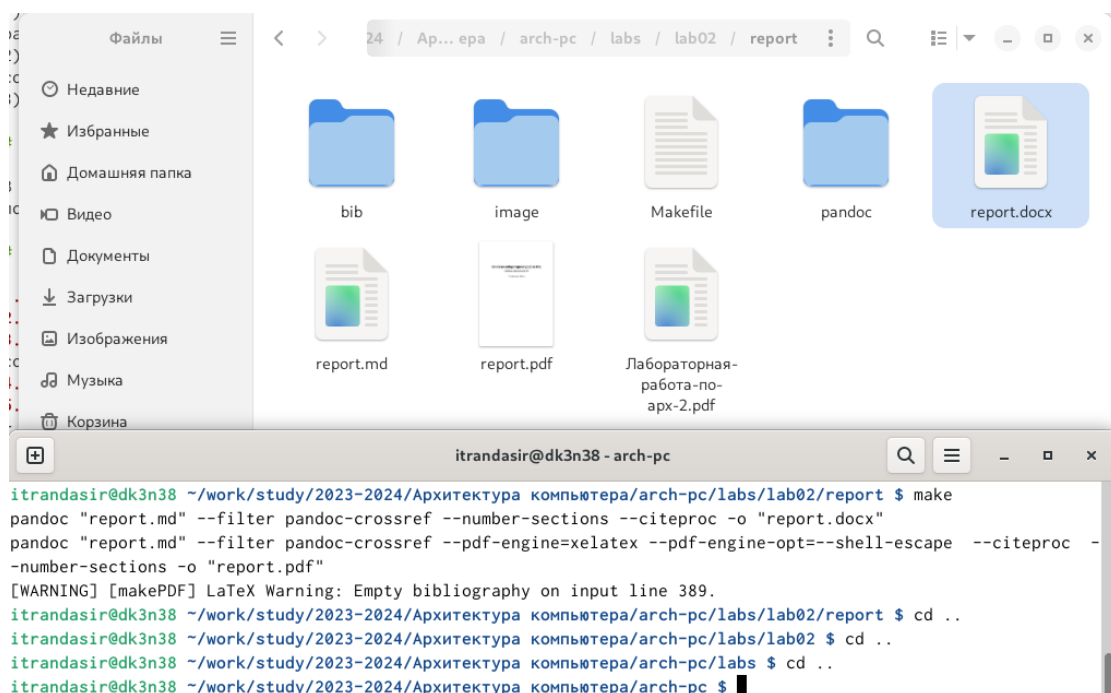 Файлы
24 / Ap... epa / arch-pc / labs / lab02 / report
Недавние
Избранные
Домашняя папка
Видео
Документы
Загрузки
Изображения
Музыка
Корзина
bib
image
Makefile
pandoc
report.docx
report.md
report.pdf
Лабораторная-
работа-по-
арх-2.pdf
itrandasir@dk3n38 - arch-pc
itrandasir@dk3n38 ~/work/study/2023-2024/Архитектура компьютера/arch-pc/labs/lab02/report $ make
pandoc "report.md" --filter pandoc-crossref --number-sections --citeproc -o "report.docx"
pandoc "report.md" --filter pandoc-crossref --pdf-engine=xelatex --pdf-engine-opt=--shell-escape  --citeproc -
-number-sections -o "report.pdf"
[WARNING] [makePDF] LaTeX Warning: Empty bibliography on input line 389.
itrandasir@dk3n38 ~/work/study/2023-2024/Архитектура компьютера/arch-pc/labs/lab02/report $ cd ..
itrandasir@dk3n38 ~/work/study/2023-2024/Архитектура компьютера/arch-pc/labs/lab02 $ cd ..
itrandasir@dk3n38 ~/work/study/2023-2024/Архитектура компьютера/arch-pc/labs $ cd ..
itrandasir@dk3n38 ~/work/study/2023-2024/Архитектура компьютера/arch-pc $